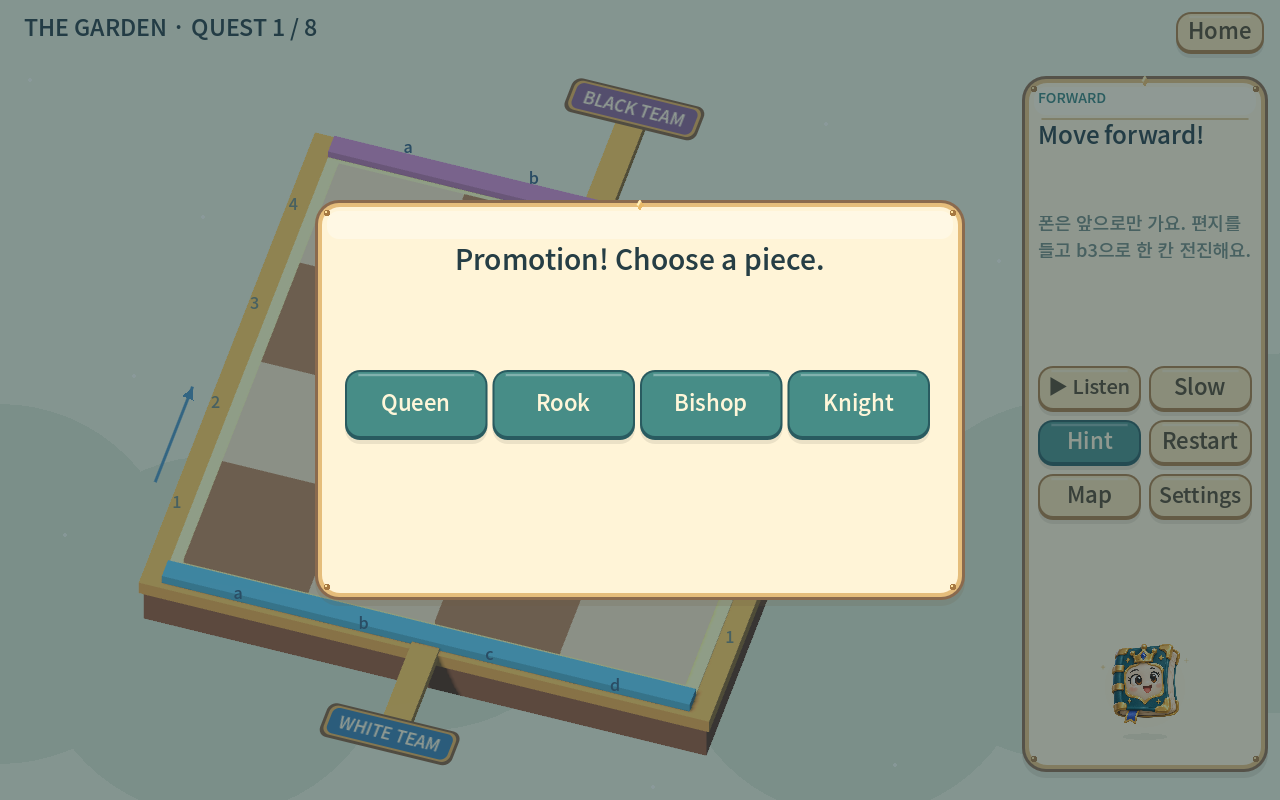 THE GARDEN · QUEST 1 / 8
Home
BLACK TEAM
a
b
4
3
2
1
a
b
c
d
1
WHITE TEAM
Promotion! Choose a piece.
Queen
Rook
Bishop
Knight
FORWARD
Move forward!
폰은 앞으로만 가요. 편지를
들고 b3으로 한 칸 전진해요.
▶ Listen
Slow
Hint
Restart
Map
Settings